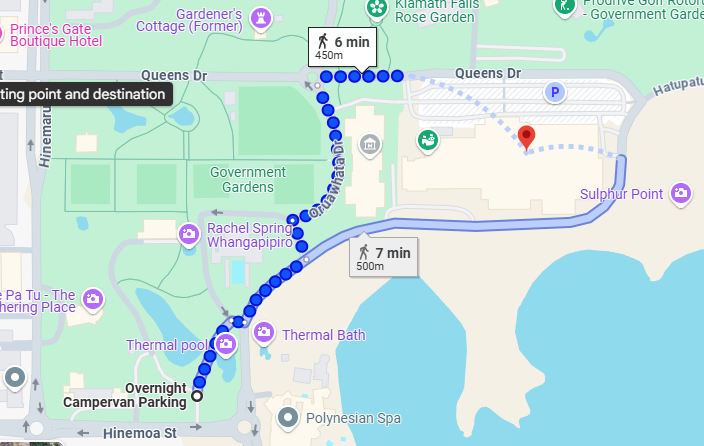 Gardener's
Cottage (Former)
Klamath Falls
Rose Garden
Prodrive Golf Rotor
- Government Garde
Prince's Gate
Boutique Hotel
6 min
450m
Queens Dr
Queens Dr
ting point and destination
P
Hatupatu
Hinemaru
Oruawhata Dr
Government
Gardens
Sulphur Point
Rachel Spring
Whangapipiro
7 min
500m
e Pa Tu - The
hering Place
Thermal pool
Thermal Bath
Overnight
Campervan Parking
Polynesian Spa
Hinemoa St